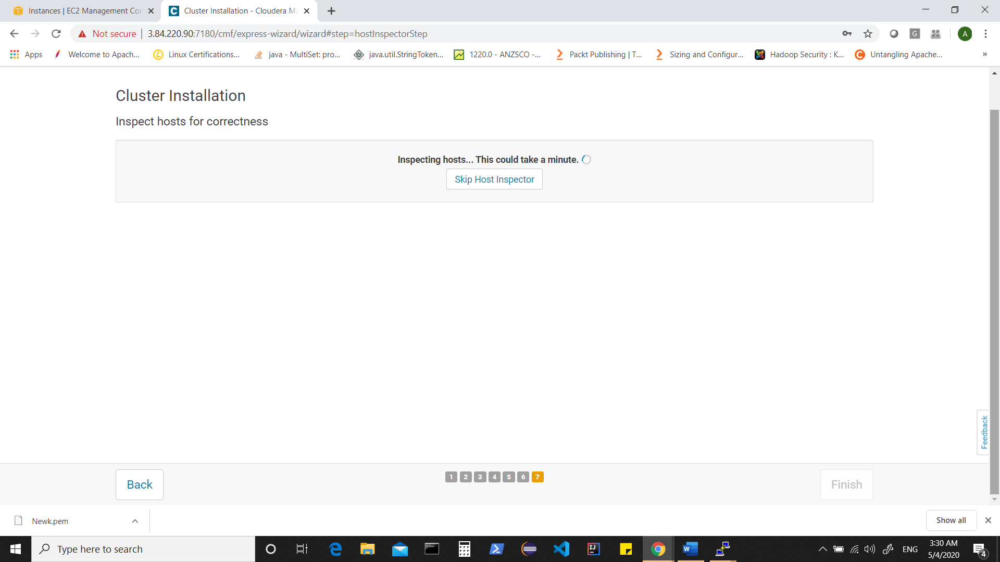 Instances | EC2 Management Con
Cluster Installation - Cloudera Ma
Not secure
3.84.220.90:7180/cmf/express-wizard/wizard#step=hostInspectorStep
G
A
Apps
Welcome to Apach...
Linux Certifications...
java - MultiSet: pro...
java.util.StringToken...
1220.0 - ANZSCO -...
Packt Publishing | T...
Sizing and Configur...
Hadoop Security : K...
Untangling Apache...
»
Cluster Installation
Inspect hosts for correctness
Inspecting hosts... This could take a minute.
Skip Host Inspector
Feedback
Back
1 2 3 4 5 6 7
Finish
Newk.pem
Show all
Type here to search
ENG
3:30 AM
5/4/2020
4